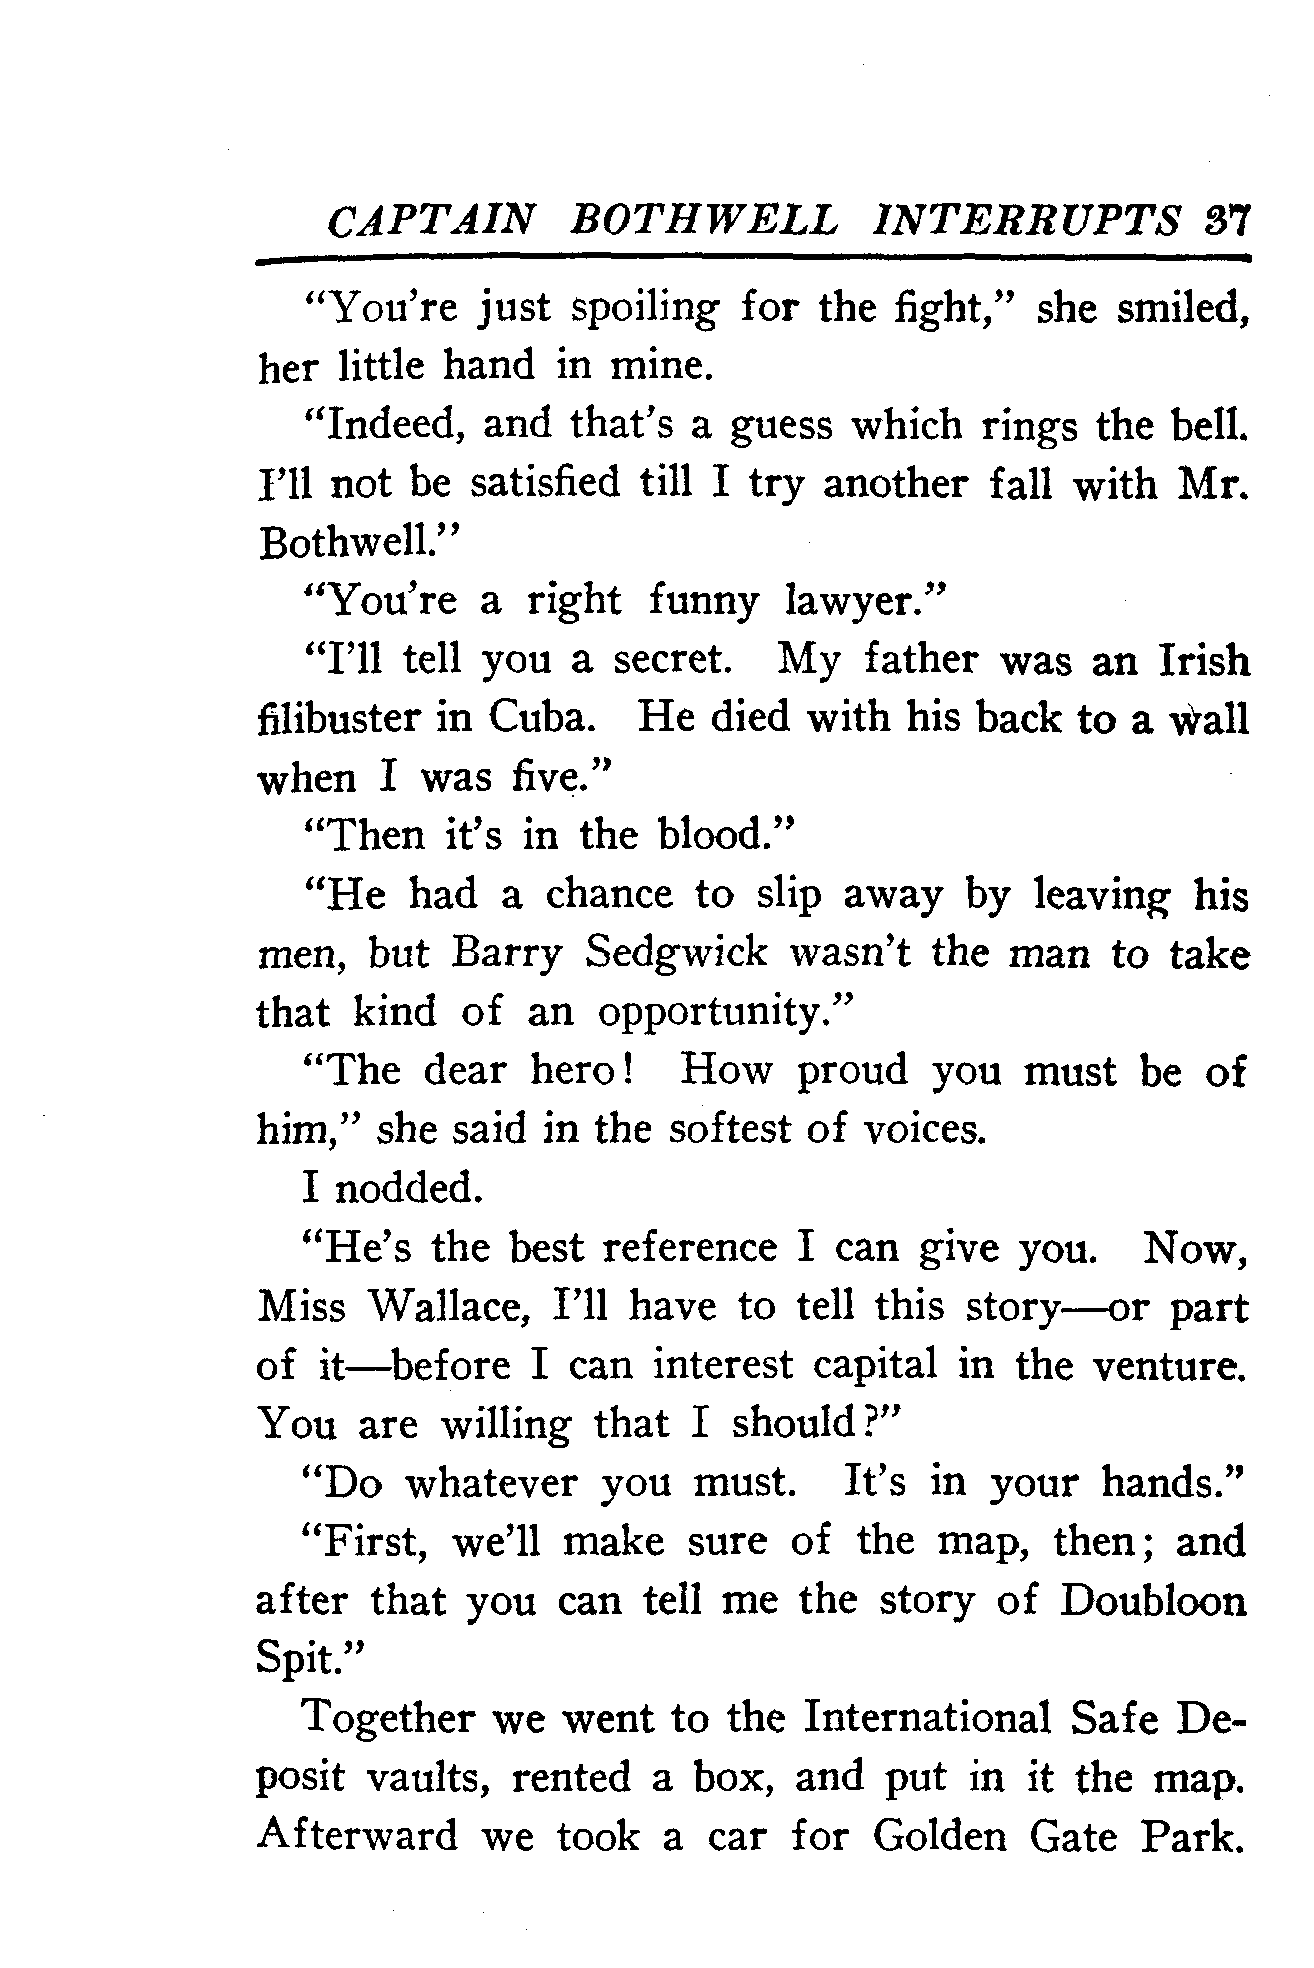 CAPTAIN BOTHWELL INTERRUPTS 37
"You're just spoiling for the fight," she smiled,
her little hand in mine.
"Indeed, and that's a guess which rings the bell.
I'll not be satisfied till I try another fall with Mr.
Bothwell."
"You're a right funny lawyer."
"I'll tell you a secret. My father was an Irish
filibuster in Cuba. He died with his back to a wall
when I was five."
"Then it's in the blood."
"He had a chance to slip away by leaving his
men, but Barry Sedgwick wasn't the man to take
that kind of an opportunity."
"The dear hero! How proud you must be of
him," she said in the softest of voices.
I nodded.
"He's the best reference I can give you. Now,
Miss Wallace, I'll have to tell this story—or part
of it—before I can interest capital in the venture.
You are willing that I should?"
"Do whatever you must. It's in your hands."
"First, we'll make sure of the map, then; and
after that you can tell me the story of Doubloon
Spit."
Together we went to the International Safe De-
posit vaults, rented a box, and put in it the map.
Afterward we took a car for Golden Gate Park.